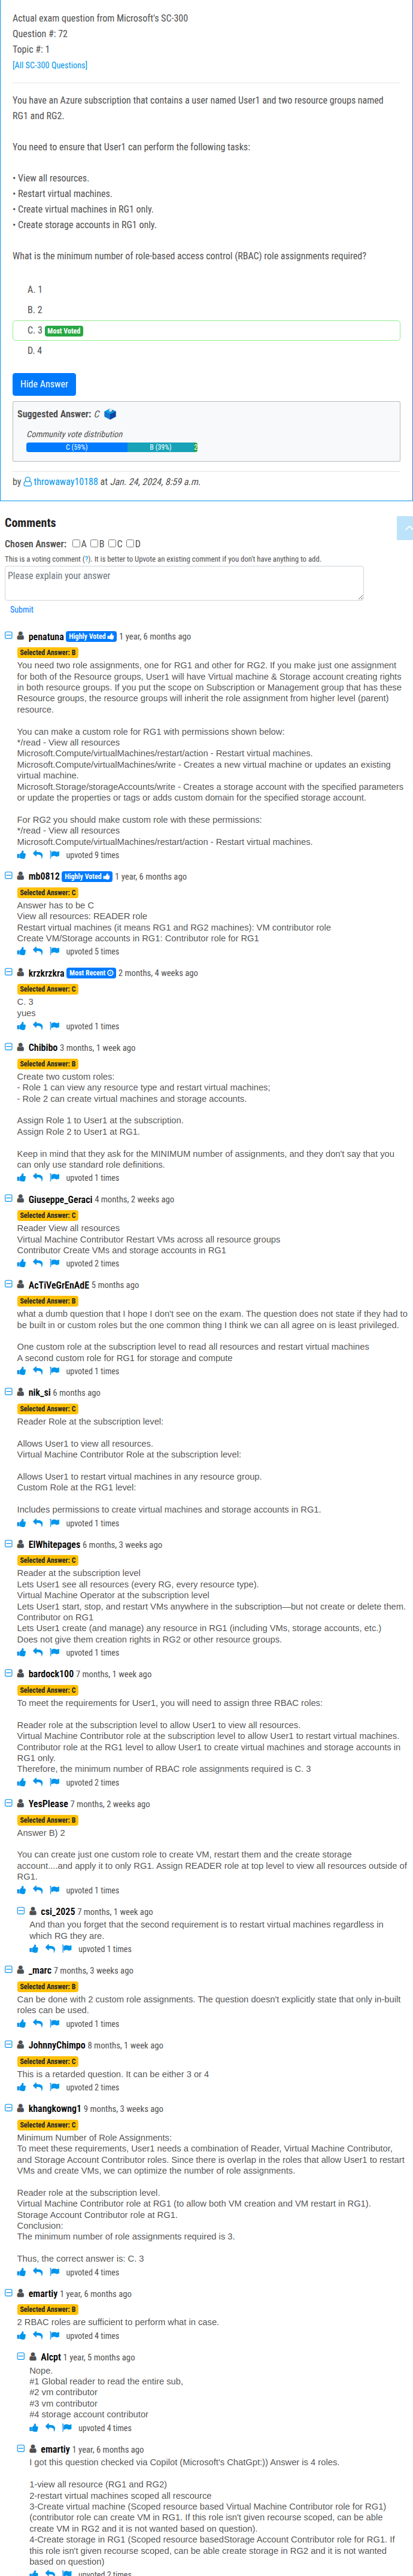 Actual exam question from Microsoft's SC-300
Question #: 72
Topic #: 1
[All SC-300 Questions]
You have an Azure subscription that contains a user named User1 and two resource groups named
RG1 and RG2.
You need to ensure that User1 can perform the following tasks:
• View all resources.
• Restart virtual machines.
• Create virtual machines in RG1 only.
• Create storage accounts in RG1 only.
What is the minimum number of role-based access control (RBAC) role assignments required?
A. 1
B. 2
C. 3 Most Voted
D. 4
Hide Answer
Suggested Answer: C
Community vote distribution
C (59%) B (39%)
by throwaway10188 at Jan. 24, 2024, 8:59 a.m.
Comments
Chosen Answer: A B C D
This is a voting comment (?). It is better to Upvote an existing comment if you don't have anything to add.
Please explain your answer
Submit
penatuna Highly Voted 1 year, 6 months ago
Selected Answer: B
You need two role assignments, one for RG1 and other for RG2. If you make just one assignment
for both of the Resource groups, User1 will have Virtual machine & Storage account creating rights
in both resource groups. If you put the scope on Subscription or Management group that has these
Resource groups, the resource groups will inherit the role assignment from higher level (parent)
resource.
You can make a custom role for RG1 with permissions shown below:
*/read - View all resources
Microsoft.Compute/virtualMachines/restart/action - Restart virtual machines.
Microsoft.Compute/virtualMachines/write - Creates a new virtual machine or updates an existing
virtual machine.
Microsoft.Storage/storageAccounts/write - Creates a storage account with the specified parameters
or update the properties or tags or adds custom domain for the specified storage account.
For RG2 you should make custom role with these permissions:
*/read - View all resources
Microsoft.Compute/virtualMachines/restart/action - Restart virtual machines.
upvoted 9 times
mb0812 Highly Voted 1 year, 6 months ago
Selected Answer: C
Answer has to be C
View all resources: READER role
Restart virtual machines (it means RG1 and RG2 machines): VM contributor role
Create VM/Storage accounts in RG1: Contributor role for RG1
upvoted 5 times
krzkrzkra Most Recent 2 months, 4 weeks ago
Selected Answer: C
C. 3
yues
upvoted 1 times
Chibibo 3 months, 1 week ago
Selected Answer: B
Create two custom roles:
- Role 1 can view any resource type and restart virtual machines;
- Role 2 can create virtual machines and storage accounts.
Assign Role 1 to User1 at the subscription.
Assign Role 2 to User1 at RG1.
Keep in mind that they ask for the MINIMUM number of assignments, and they don't say that you
can only use standard role definitions.
upvoted 1 times
Giuseppe_Geraci 4 months, 2 weeks ago
Selected Answer: C
Reader View all resources
Virtual Machine Contributor Restart VMs across all resource groups
Contributor Create VMs and storage accounts in RG1
upvoted 2 times
AcTiVeGrEnAdE 5 months ago
Selected Answer: B
what a dumb question that I hope I don't see on the exam. The question does not state if they had to
be built in or custom roles but the one common thing I think we can all agree on is least privileged.
One custom role at the subscription level to read all resources and restart virtual machines
A second custom role for RG1 for storage and compute
upvoted 1 times
nik_si 6 months ago
Selected Answer: C
Reader Role at the subscription level:
Allows User1 to view all resources.
Virtual Machine Contributor Role at the subscription level:
Allows User1 to restart virtual machines in any resource group.
Custom Role at the RG1 level:
Includes permissions to create virtual machines and storage accounts in RG1.
upvoted 1 times
ElWhitepages 6 months, 3 weeks ago
Selected Answer: C
Reader at the subscription level
Lets User1 see all resources (every RG, every resource type).
Virtual Machine Operator at the subscription level
Lets User1 start, stop, and restart VMs anywhere in the subscription—but not create or delete them.
Contributor on RG1
Lets User1 create (and manage) any resource in RG1 (including VMs, storage accounts, etc.)
Does not give them creation rights in RG2 or other resource groups.
upvoted 1 times
bardock100 7 months, 1 week ago
Selected Answer: C
To meet the requirements for User1, you will need to assign three RBAC roles:
Reader role at the subscription level to allow User1 to view all resources.
Virtual Machine Contributor role at the subscription level to allow User1 to restart virtual machines.
Contributor role at the RG1 level to allow User1 to create virtual machines and storage accounts in
RG1 only.
Therefore, the minimum number of RBAC role assignments required is C. 3
upvoted 2 times
YesPlease 7 months, 2 weeks ago
Selected Answer: B
Answer B) 2
You can create just one custom role to create VM, restart them and the create storage
account....and apply it to only RG1. Assign READER role at top level to view all resources outside of
RG1.
upvoted 1 times
csi_2025 7 months, 1 week ago
And than you forget that the second requirement is to restart virtual machines regardless in
which RG they are.
upvoted 1 times
_marc 7 months, 3 weeks ago
Selected Answer: B
Can be done with 2 custom role assignments. The question doesn't explicitly state that only in-built
roles can be used.
upvoted 1 times
JohnnyChimpo 8 months, 1 week ago
Selected Answer: C
This is a retarded question. It can be either 3 or 4
upvoted 2 times
khangkowng1 9 months, 3 weeks ago
Selected Answer: C
Minimum Number of Role Assignments:
To meet these requirements, User1 needs a combination of Reader, Virtual Machine Contributor,
and Storage Account Contributor roles. Since there is overlap in the roles that allow User1 to restart
VMs and create VMs, we can optimize the number of role assignments.
Reader role at the subscription level.
Virtual Machine Contributor role at RG1 (to allow both VM creation and VM restart in RG1).
Storage Account Contributor role at RG1.
Conclusion:
The minimum number of role assignments required is 3.
Thus, the correct answer is: C. 3
upvoted 4 times
emartiy 1 year, 6 months ago
Selected Answer: B
2 RBAC roles are sufficient to perform what in case.
upvoted 4 times
Alcpt 1 year, 5 months ago
Nope.
#1 Global reader to read the entire sub,
#2 vm contributor
#3 vm contributor
#4 storage account contributor
upvoted 4 times
emartiy 1 year, 6 months ago
I got this question checked via Copilot (Microsoft's ChatGpt:)) Answer is 4 roles.
1-view all resource (RG1 and RG2)
2-restart virtual machines scoped all rescource
3-Create virtual machine (Scoped resource based Virtual Machine Contributor role for RG1)
(contributor role can create VM in RG1. If this role isn't given recourse scoped, can be able
create VM in RG2 and it is not wanted based on question).
4-Create storage in RG1 (Scoped resource basedStorage Account Contributor role for RG1. If
this role isn't given resourcer scoped, can be able create storage in RG2 and it is not wanted
based on question)
upvoted 2 times